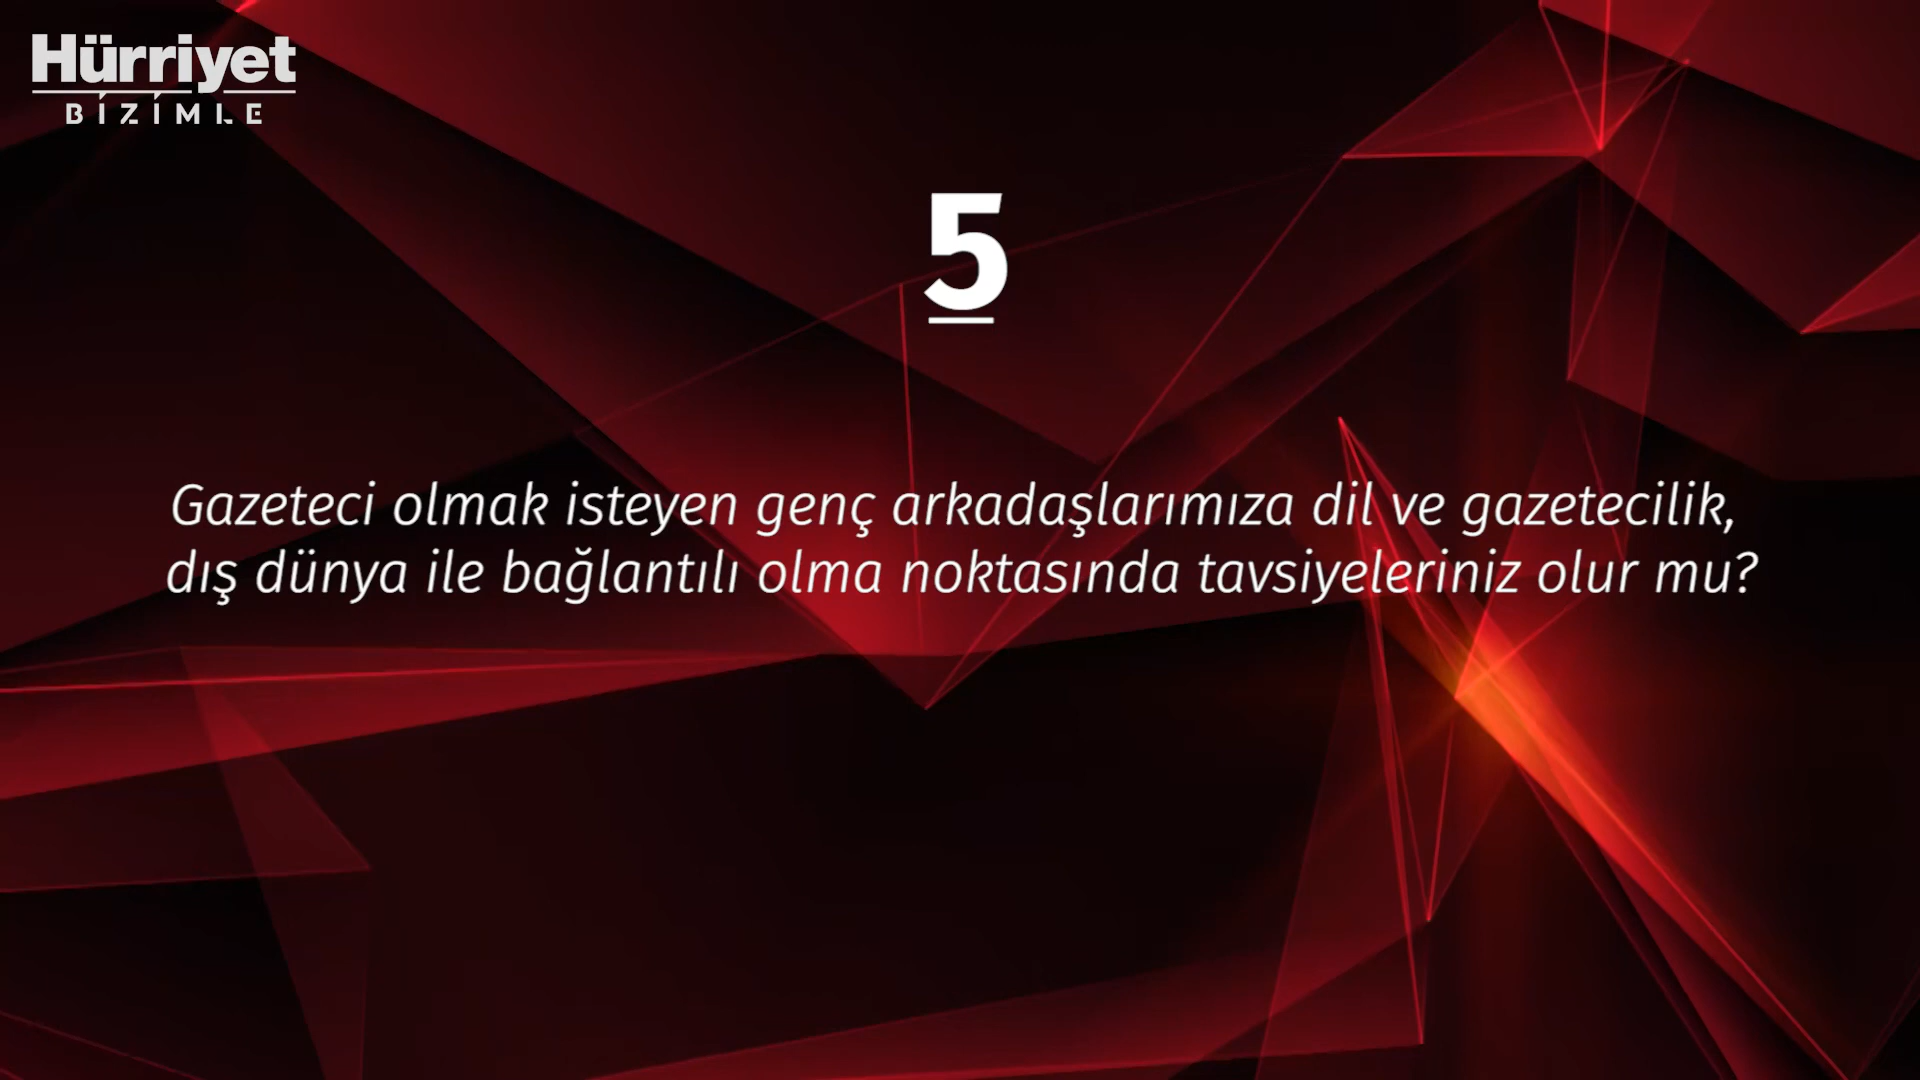 Hürriyet
BİZİMLE
5
Gazeteci olmak isteyen genç arkadaşlarımıza dil ve gazetecilik,
dış dünya ile bağlantılı olma noktasında tavsiyeleriniz olur mu?